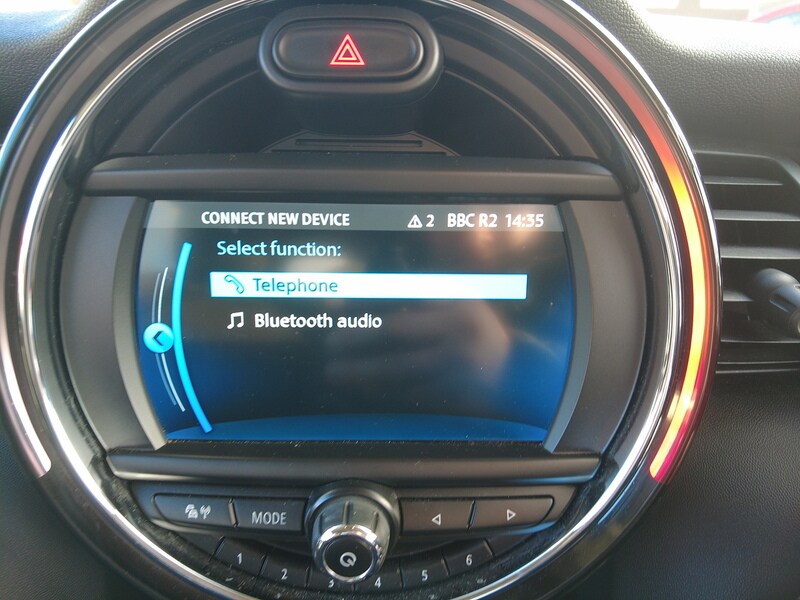 CONNECT NEW DEVICE 2 BBC R2 14:35
Select function:
Telephone
Bluetooth audio
MODE
1 2 3 4 5 6